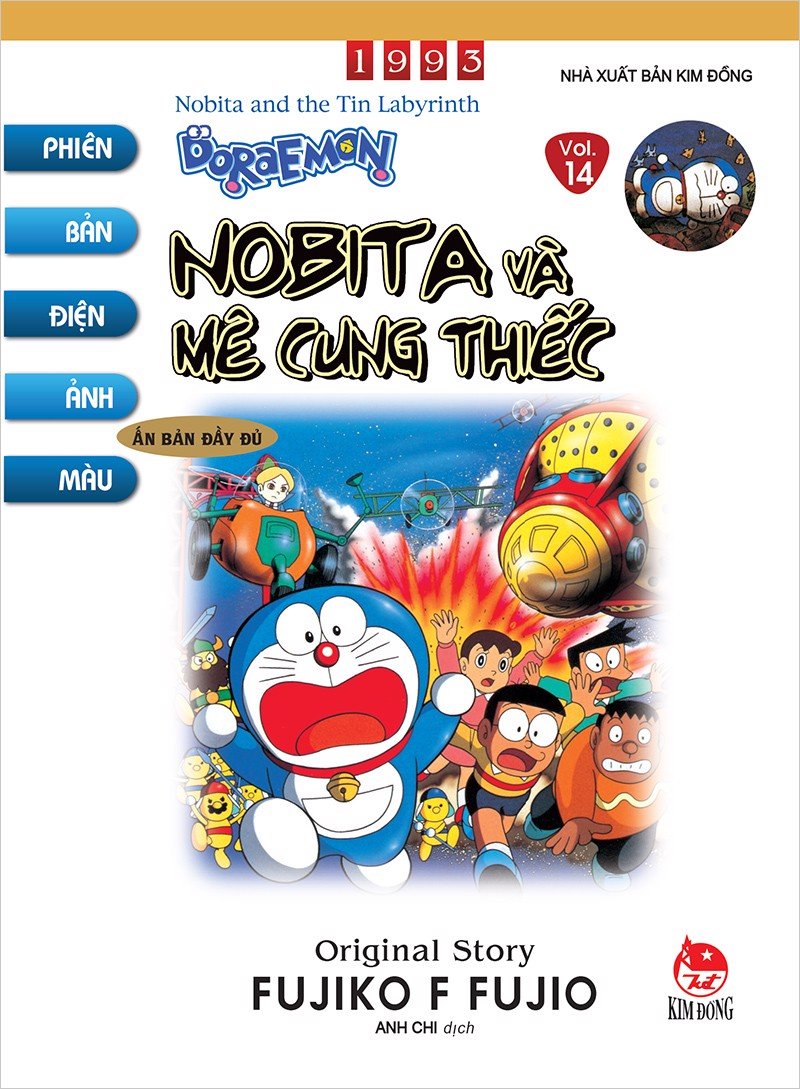 1993
NHÀ XUẤT BẢN KIM ĐỒNG
Nobita and the Tin Labyrinth
DORAEMON
Vol.
14
PHIÊN
BẢN
ĐIỆN
ẢNH
MÀU
NOBITA VÀ
MÊ CUNG THIẾC
ẤN BẢN ĐẦY ĐỦ
Original Story
FUJIKO F FUJIO
ANH CHI dịch
Kđ
KIM ĐỒNG